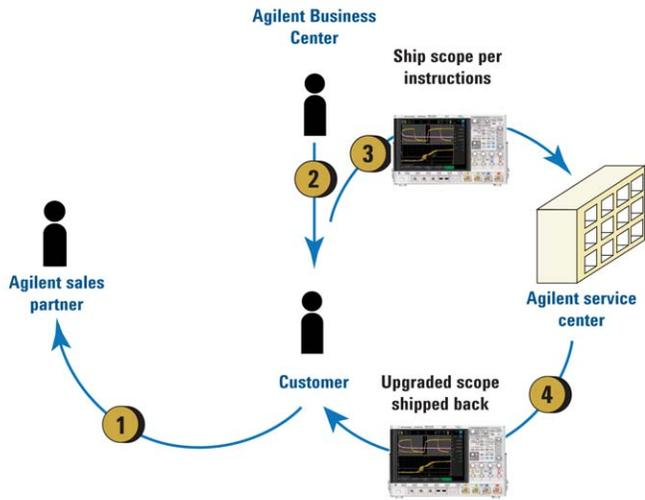 Agilent Business
Center
Ship scope per
instructions
3
2
Agilent sales
partner
Agilent service
center
Customer
Upgraded scope
shipped back
4
1